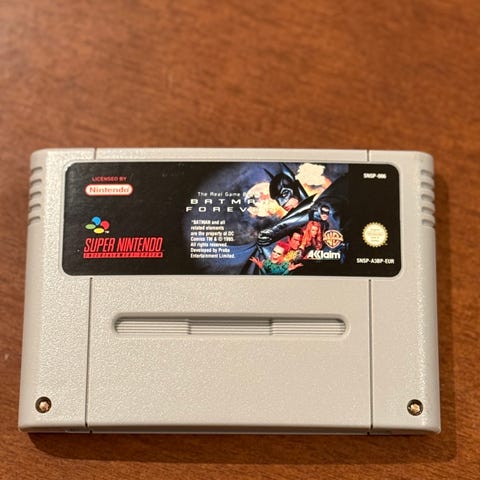 LICENSED BY
Nintendo
SUPER NINTENDO
ENTERTAINMENT SYSTEM
The Real Game
BATMAN
FOREVER
"BATMAN and all
related elements
are the property of DC
Comics TM & © 1995.
All rights reserved.
Developed by Probe
Entertainment Limited.
AKlaim
SNSP-006
SNSP-A3BP-EUR